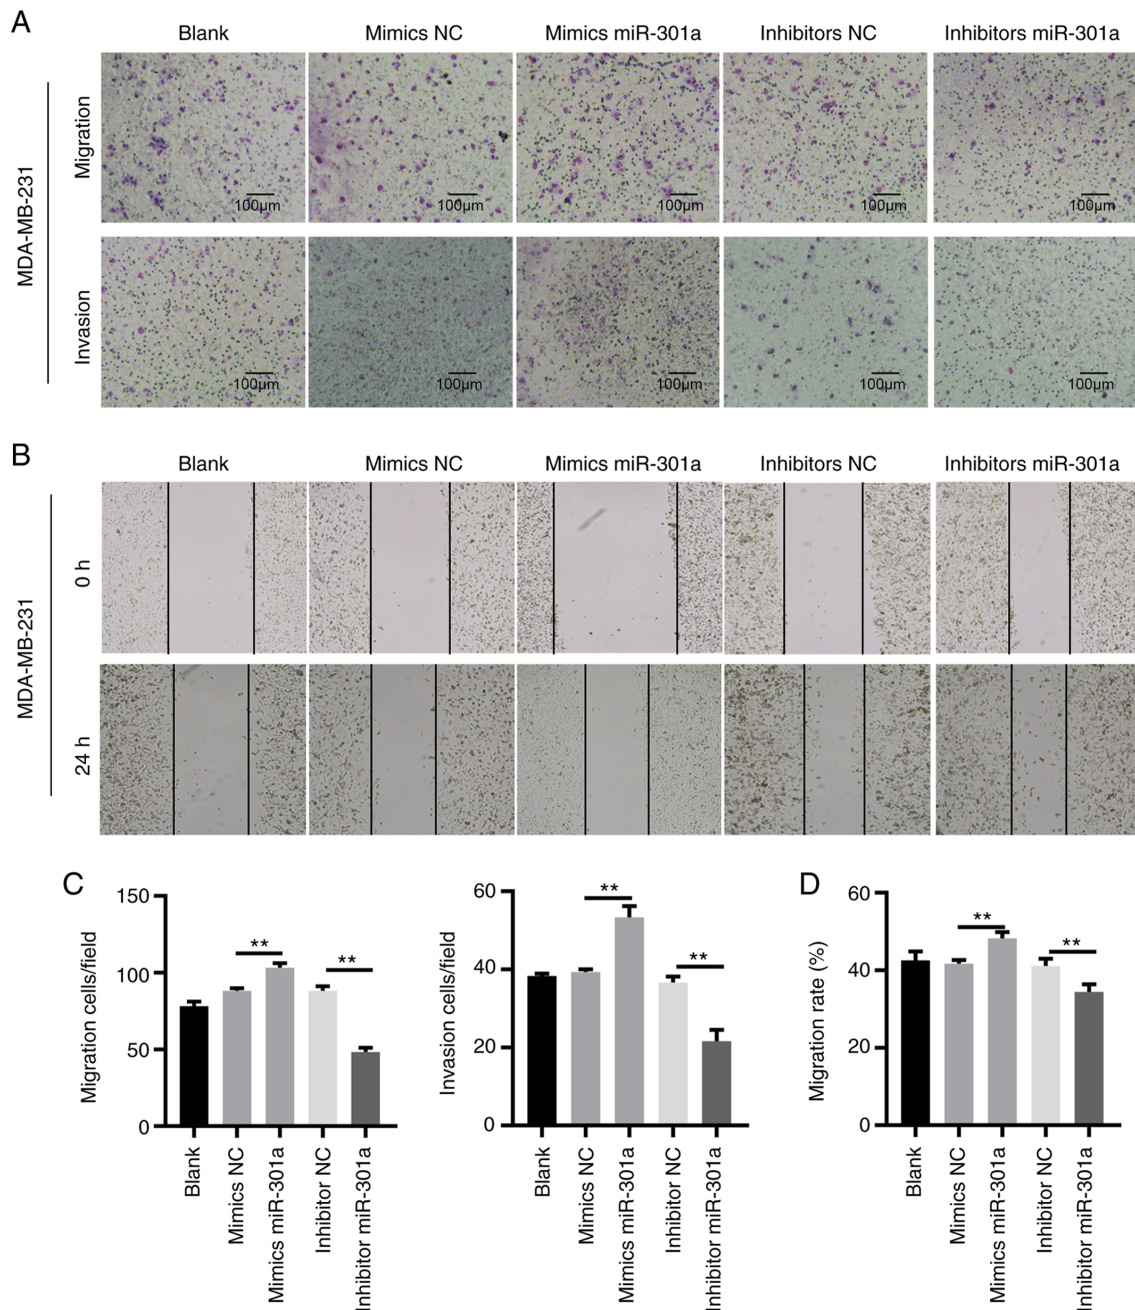 A
Blank Mimics NC Mimics miR-301a Inhibitors NC Inhibitors miR-301a
MDA-MB-231
Migration
100μm 100μm 100μm 100μm 100μm
Invasion
100μm 100μm 100μm 100μm 100μm
B
Blank Mimics NC Mimics miR-301a Inhibitors NC Inhibitors miR-301a
MDA-MB-231
0 h
24 h
C
Migration cells/field
150
100
50
0
** **
Blank
Mimics NC
Mimics miR-301a
Inhibitor NC
Inhibitor miR-301a
Invasion cells/field
60
40
20
0
** **
Blank
Mimics NC
Mimics miR-301a
Inhibitor NC
Inhibitor miR-301a
D
Migration rate (%)
60
40
20
0
** **
Blank
Mimics NC
Mimics miR-301a
Inhibitor NC
Inhibitor miR-301a